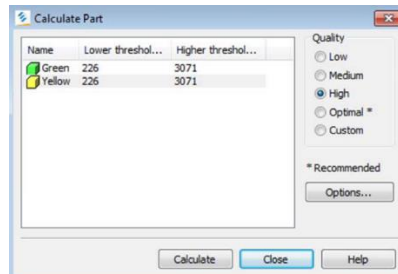 Calculate Part
Name Lower threshol... Higher threshol...
Green 226 3071
Yellow 226 3071
Quality
Low
Medium
High
Optimal *
Custom
* Recommended
Options...
Calculate Close Help